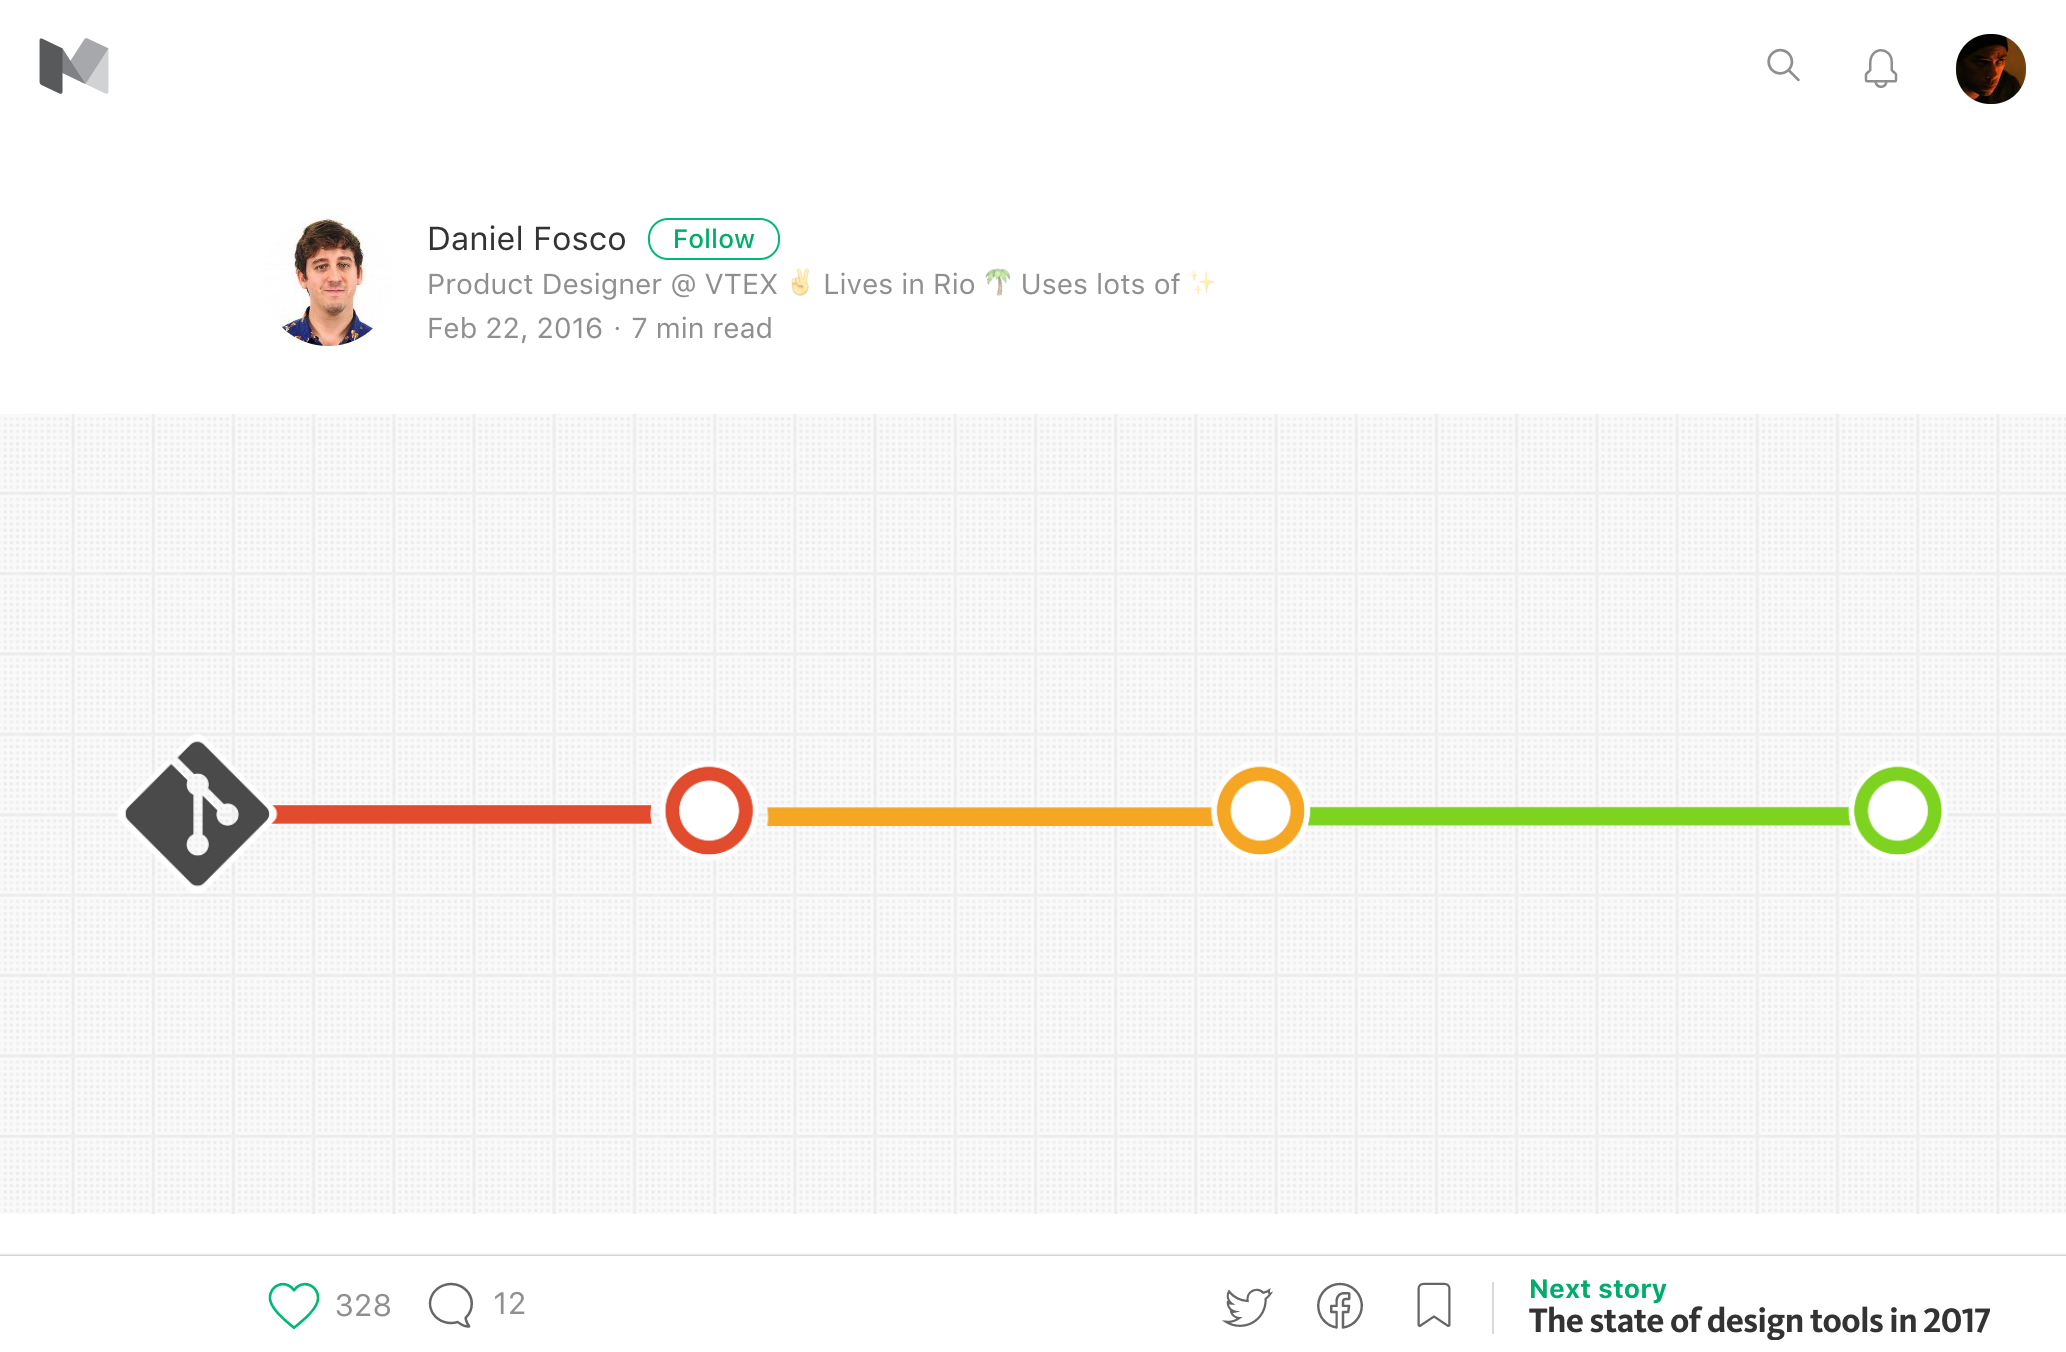 Daniel Fosco Follow
Product Designer @ VTEX ✌️ Lives in Rio 🌴 Uses lots of ✨
Feb 22, 2016 · 7 min read
328 12
Next story
The state of design tools in 2017